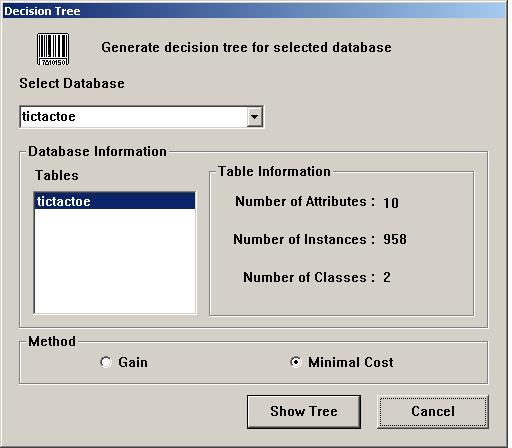 Decision Tree
Generate decision tree for selected database
Select Database
tictactoe
Database Information
Tables
tictactoe
Table Information
Number of Attributes : 10
Number of Instances : 958
Number of Classes : 2
Method
Gain
Minimal Cost
Show Tree
Cancel